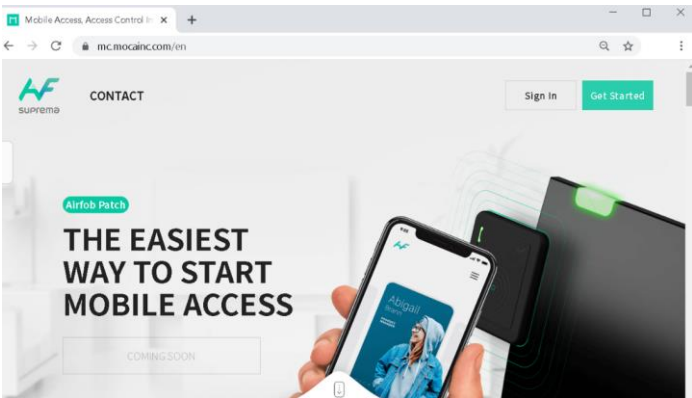 Mobile Access, Access Control In
mc.mocainc.com/en
suprema
CONTACT
Sign In
Get Started
Airfob Patch
THE EASIEST
WAY TO START
MOBILE ACCESS
COMING SOON
Abigail